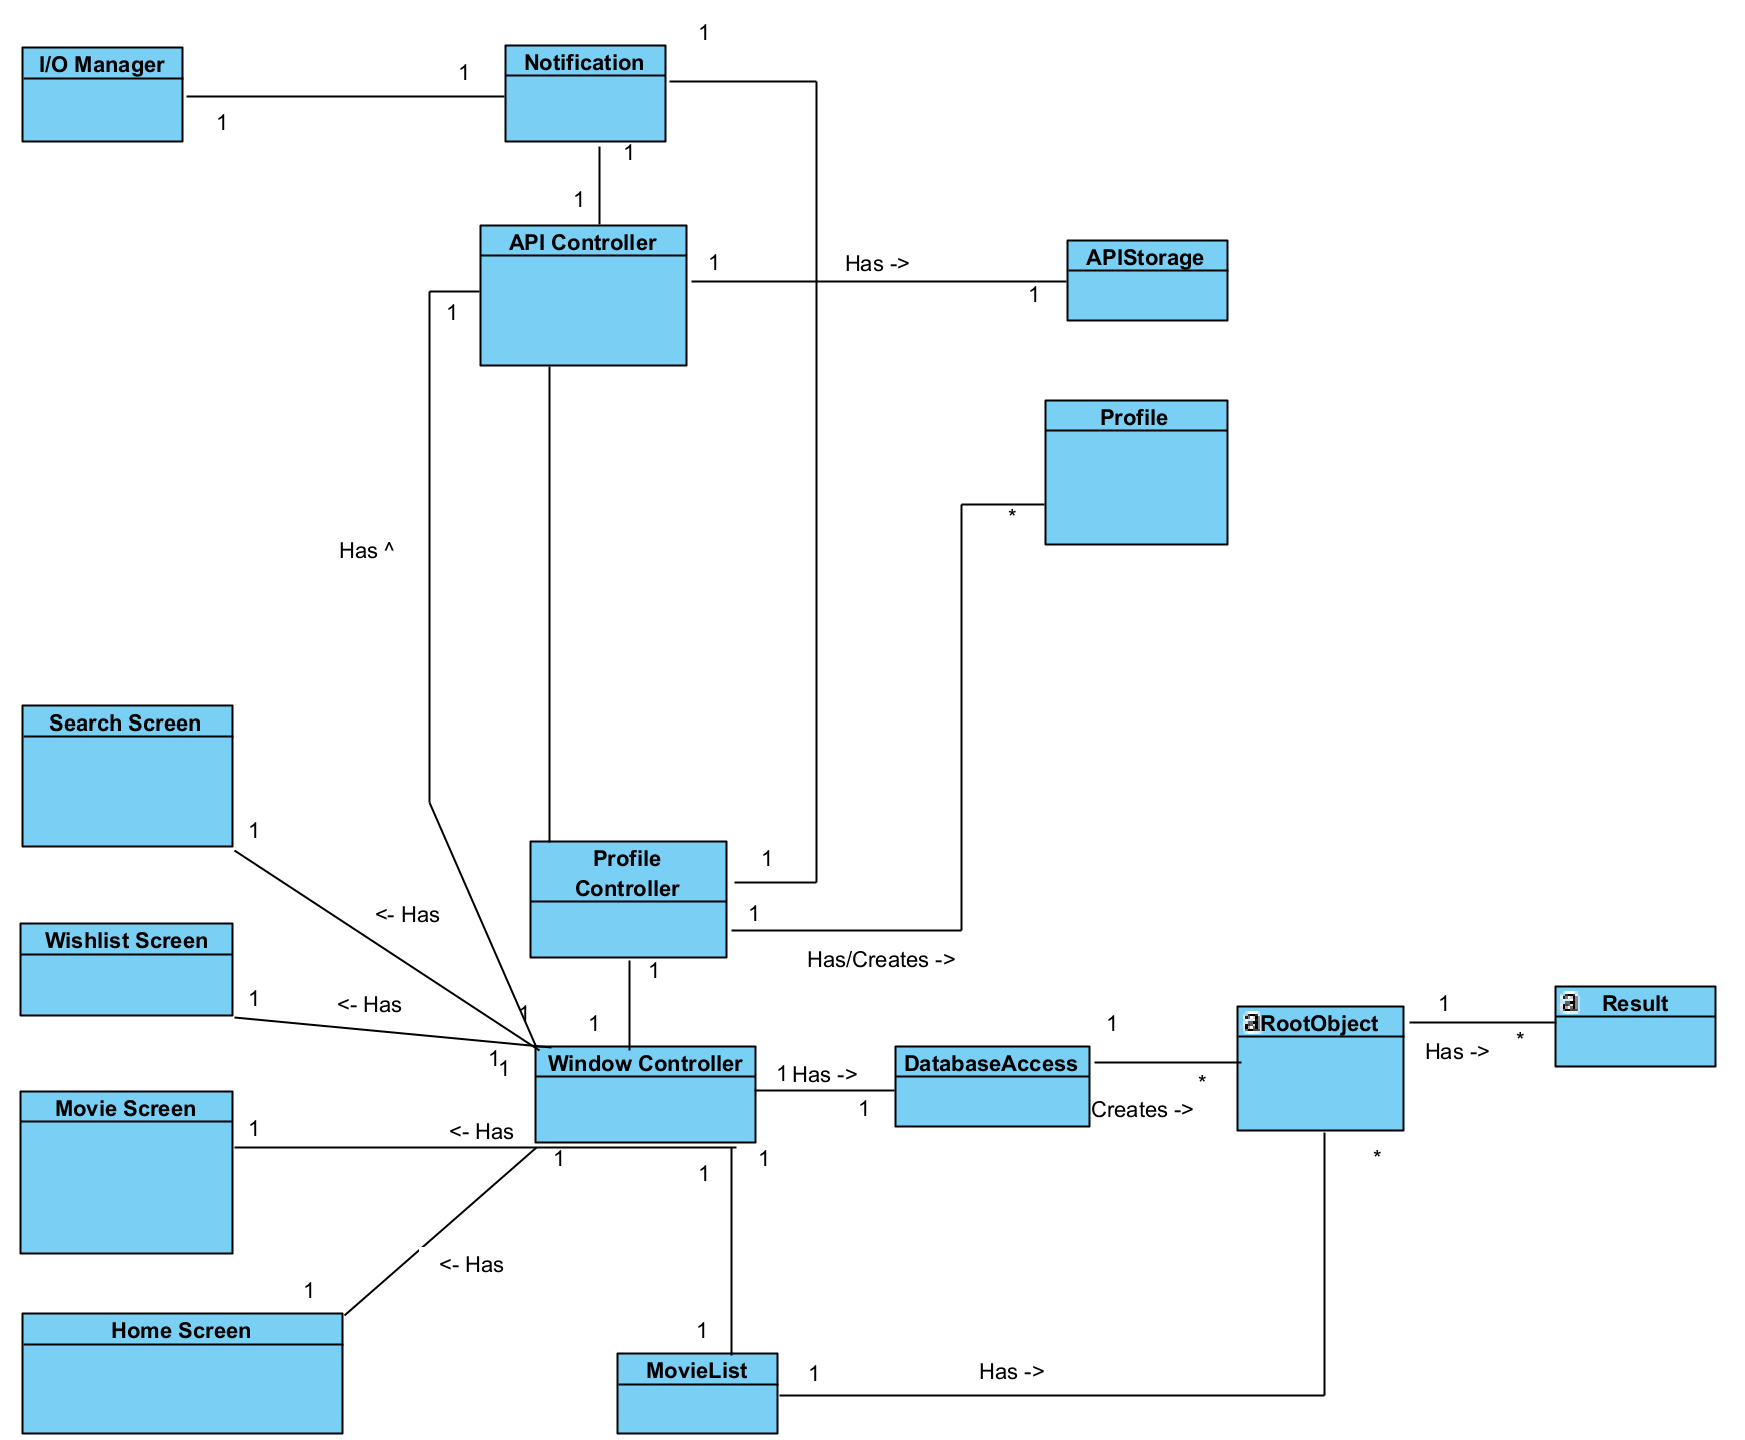 1
I/O Manager
Notification
1
1
1
1
API Controller
1
Has ->
APIStorage
1
1
Profile
*
Has ^
Search Screen
1
Profile
Controller
1
1
<- Has
Has/Creates ->
Wishlist Screen
1
1
<- Has
1
1
1
1
Window Controller
1
Has ->
1
DatabaseAccess
1
*
Creates ->
a
RootObject
1
Has ->
*
a
Result
Movie Screen
1
<- Has
1
1
1
*
<- Has
1
Home Screen
1
MovieList
1
Has ->